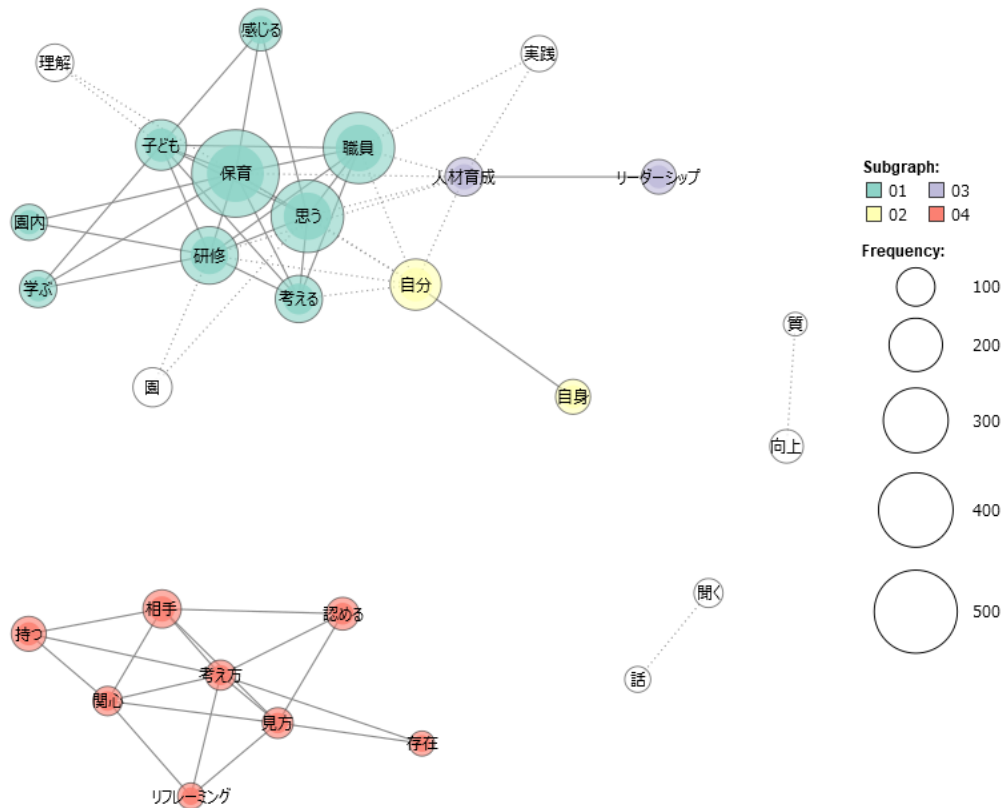 感じる
理解
実践
子ども
職員
保育
人材育成
リーダーシップ
思う
園内
研修
学ぶ
考える
自分
園
自身
質
向上
Subgraph:
01
03
02
04
Frequency:
100
200
300
400
500
相手
認める
持つ
考え方
関心
見方
存在
リフレーミング
聞く
話